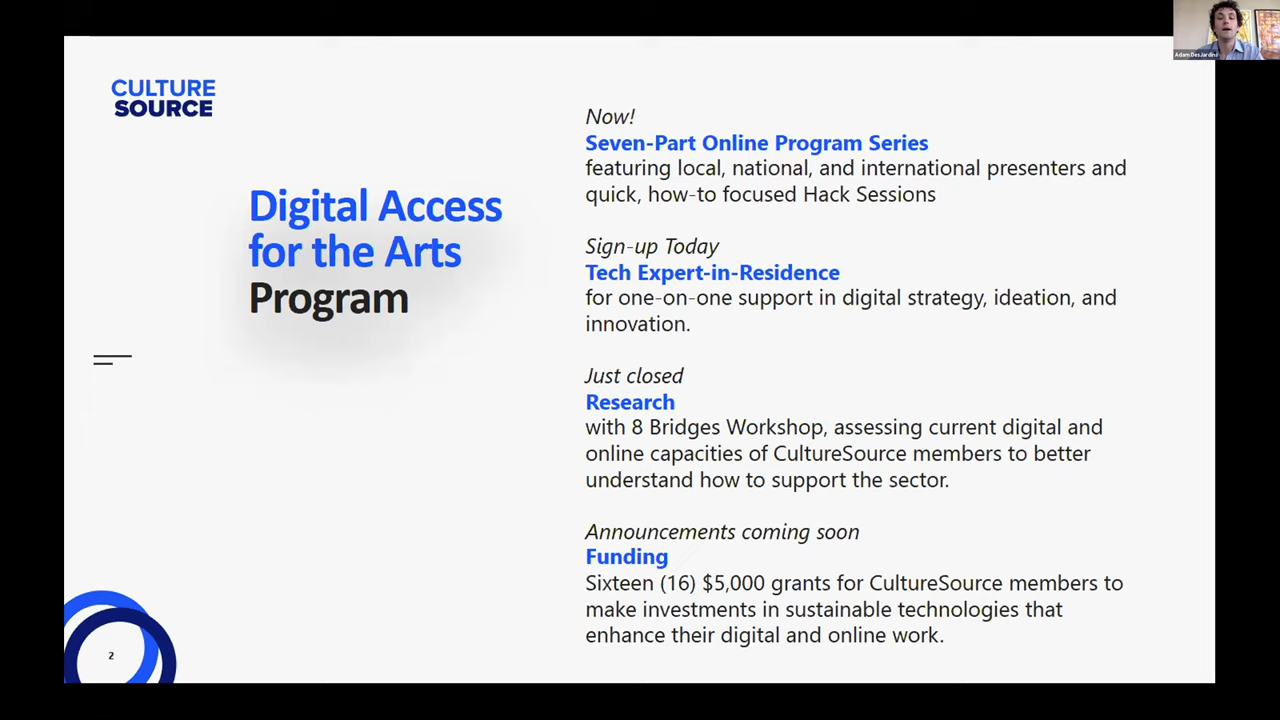 CULTURE
SOURCE
Digital Access
for the Arts
Program
Now!
Seven-Part Online Program Series
featuring local, national, and international presenters and
quick, how-to focused Hack Sessions
Sign-up Today
Tech Expert-in-Residence
for one-on-one support in digital strategy, ideation, and
innovation.
Just closed
Research
with 8 Bridges Workshop, assessing current digital and
online capacities of CultureSource members to better
understand how to support the sector.
Announcements coming soon
Funding
Sixteen (16) $5,000 grants for CultureSource members to
make investments in sustainable technologies that
enhance their digital and online work.
2
Adam DesJardins